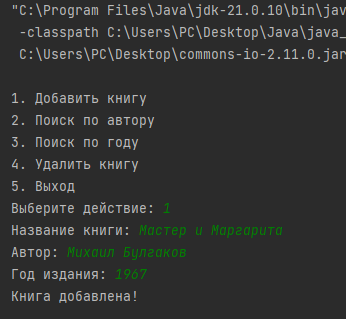 "C:\Program Files\Java\jdk-21.0.10\bin\jav
-classpath C:\Users\PC\Desktop\Java\java_
C:\Users\PC\Desktop\commons-io-2.11.0.jar
1. Добавить книгу
2. Поиск по автору
3. Поиск по году
4. Удалить книгу
5. Выход
Выберите действие: 1
Название книги: Мастер и Маргарита
Автор: Михаил Булгаков
Год издания: 1967
Книга добавлена!